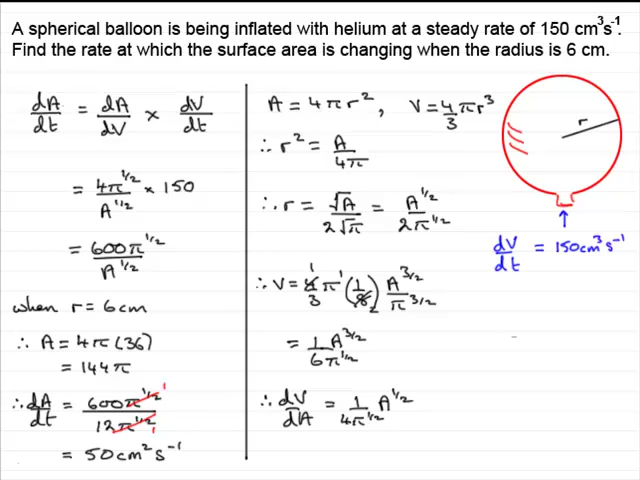 A spherical balloon is being inflated with helium at a steady rate of 150 cm³s⁻¹.
Find the rate at which the surface area is changing when the radius is 6 cm.
dA/dt = dA/dV × dV/dt
= 4π^1/2 / A^1/2 × 150
= 600π^1/2 / A^1/2
when r = 6cm
∴ A = 4π(36)
= 144π
∴ dA/dt = 600π^1/2 / 12π^1/2
= 50cm² s⁻¹
A = 4πr², V = 4/3 πr³
∴ r² = A/4π
∴ r = √A / 2√π = A^1/2 / 2π^1/2
∴ V = 4/3 π (1/8) A^3/2 / π^3/2
= 1/6 A^3/2 / π^1/2
∴ dV/dA = 1 / 4π^1/2 A^1/2
r
dV/dt = 150cm³ s⁻¹